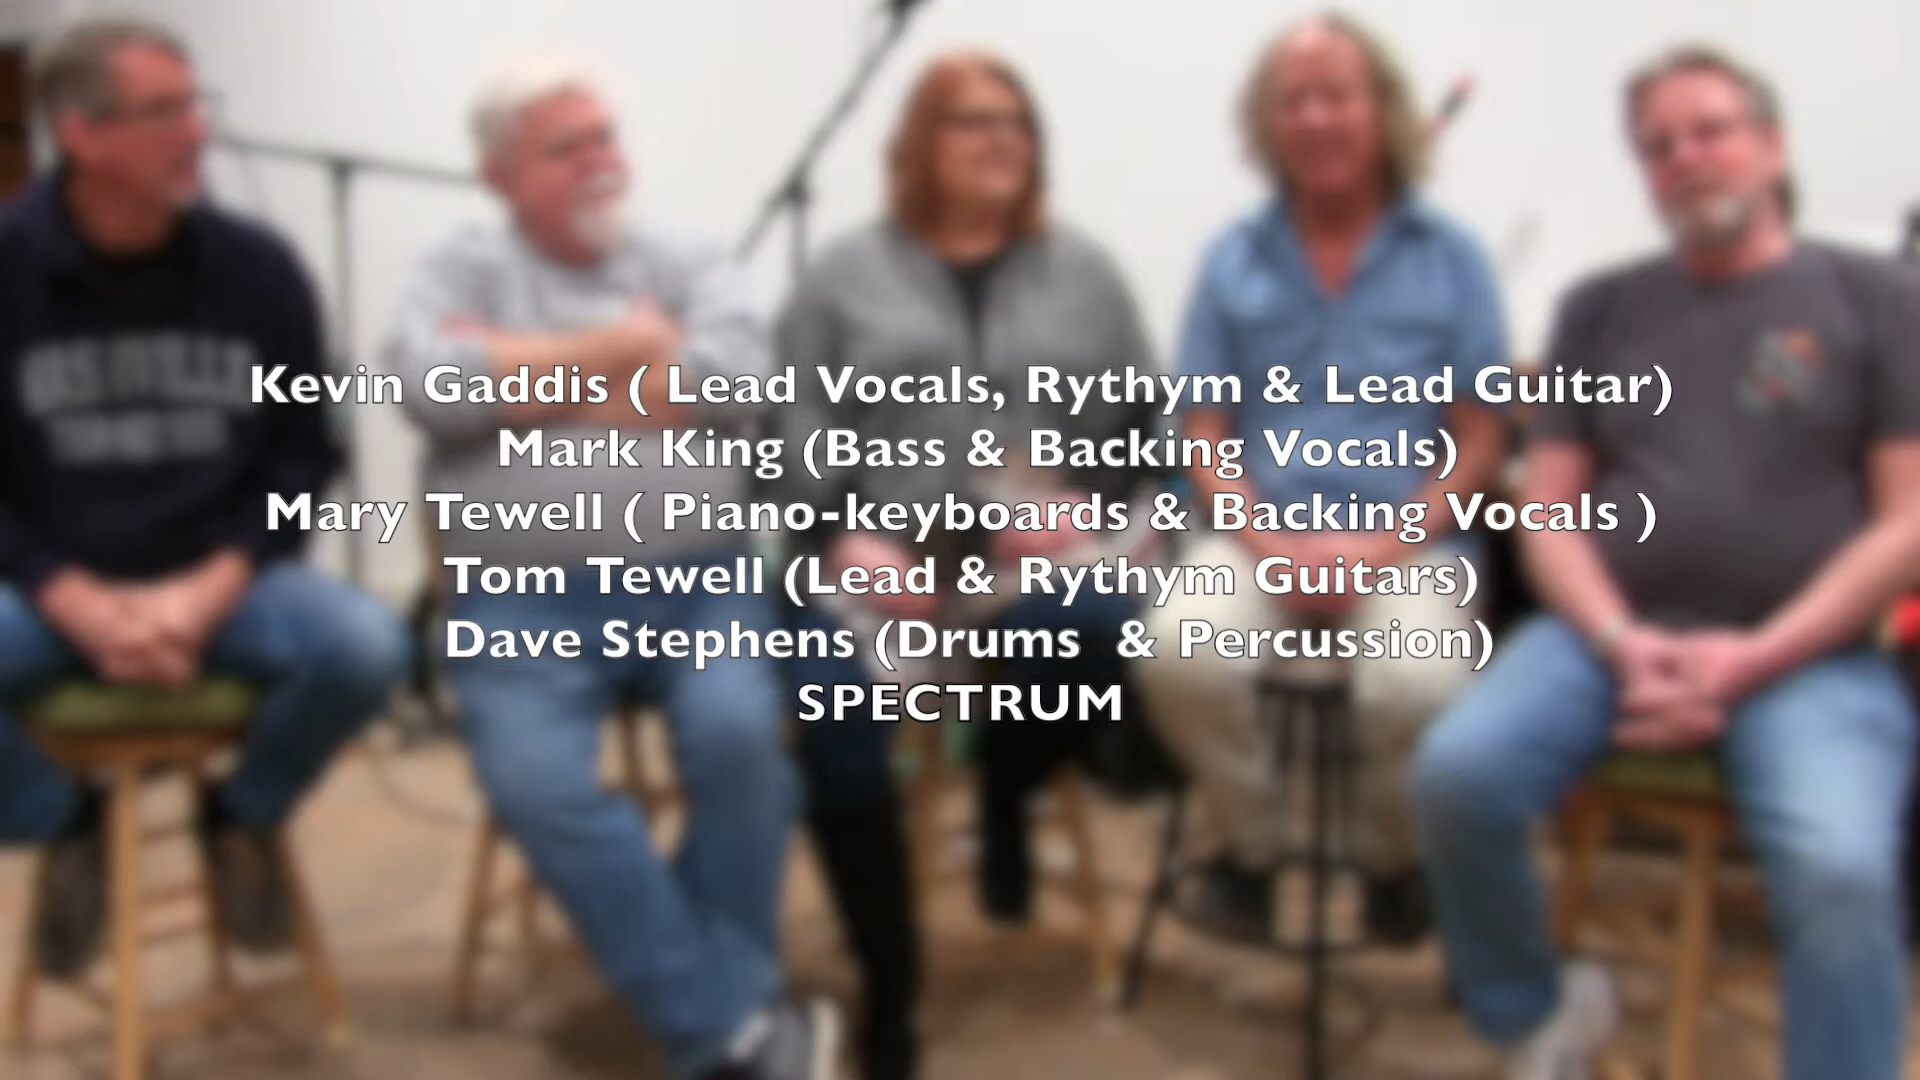 Kevin Gaddis ( Lead Vocals, Rythym & Lead Guitar)
Mark King (Bass & Backing Vocals)
Mary Tewell ( Piano-keyboards & Backing Vocals )
Tom Tewell (Lead & Rythym Guitars)
Dave Stephens (Drums  & Percussion)
SPECTRUM